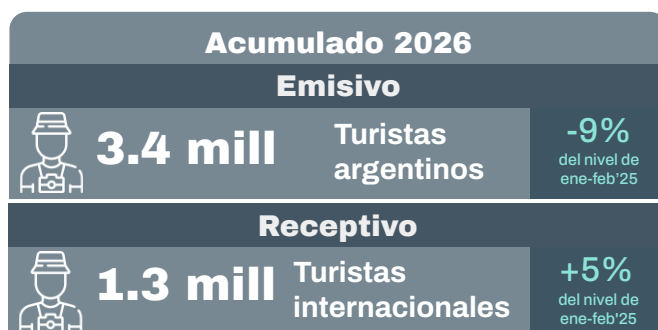 Acumulado 2026
Emisivo
3.4 mill
Turistas
argentinos
-9%
del nivel de
ene-feb'25
Receptivo
1.3 mill
Turistas
internacionales
+5%
del nivel de
ene-feb'25